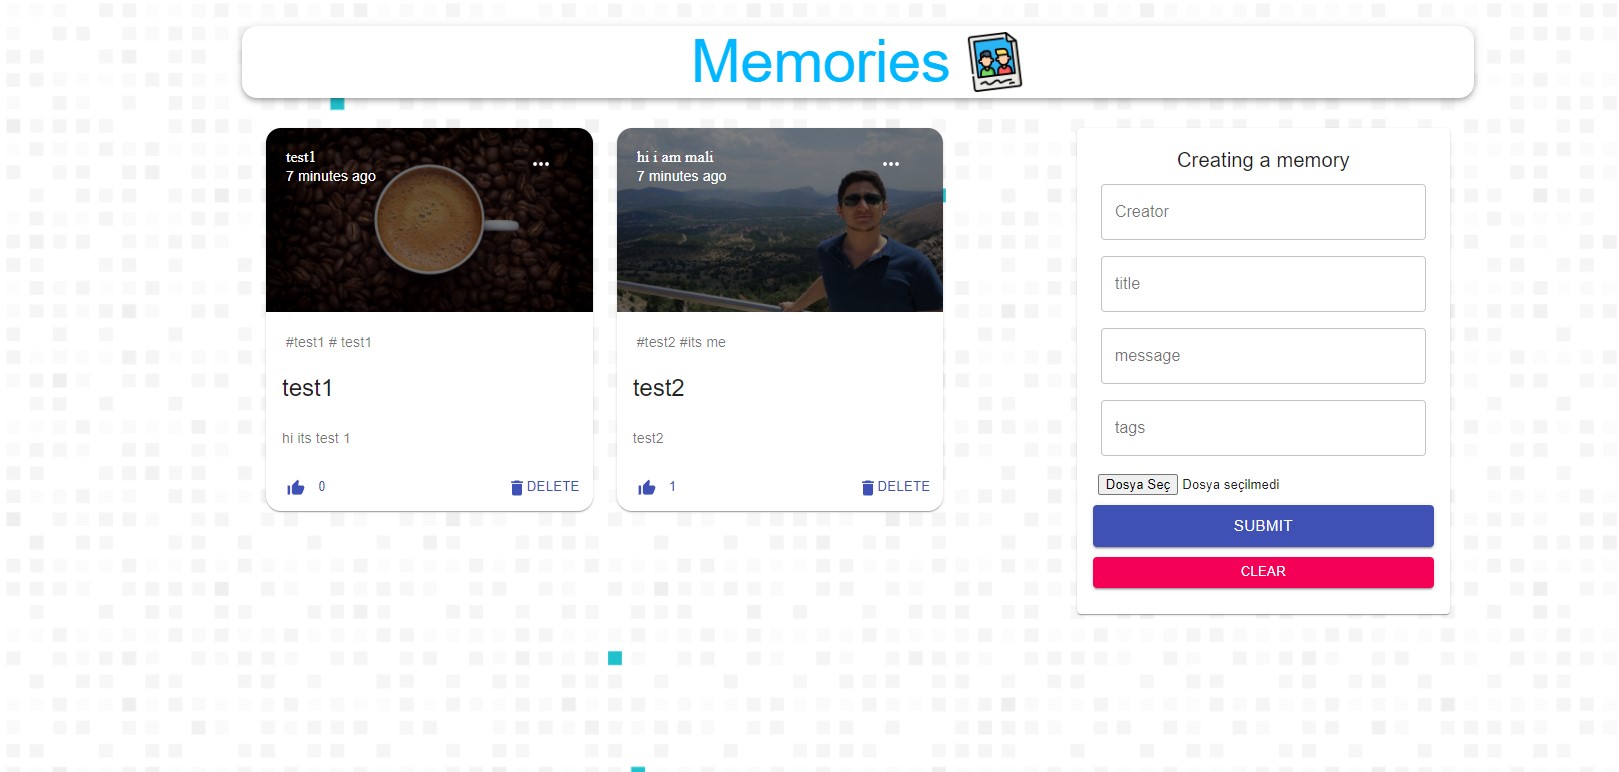 Memories
test1
7 minutes ago
#test1 # test1
test1
hi its test 1
0
DELETE
hi i am mali
7 minutes ago
#test2 #its me
test2
test2
1
DELETE
Creating a memory
Creator
title
message
tags
Dosya Seç Dosya seçilmedi
SUBMIT
CLEAR